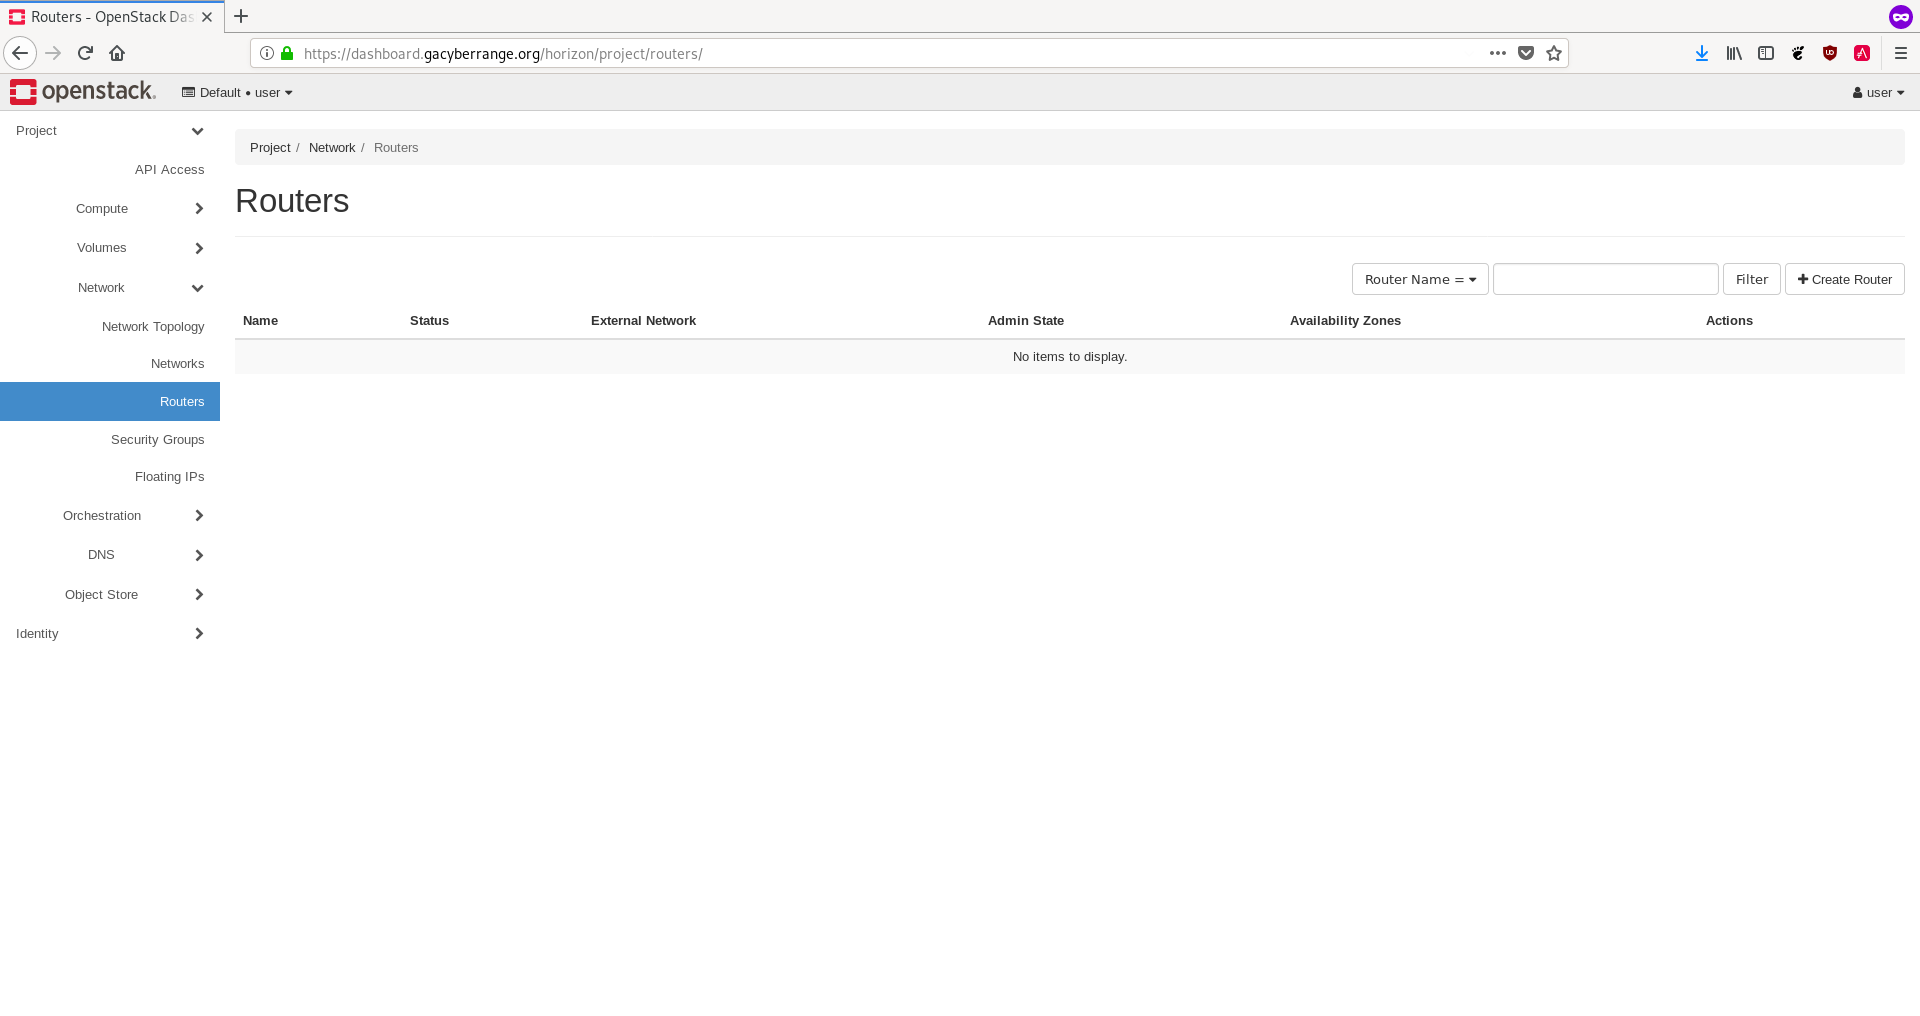 Routers - OpenStack Das
https://dashboard.gacyberrange.org/horizon/project/routers/
openstack.
Default • user
user
Project
API Access
Compute
Volumes
Network
Network Topology
Networks
Routers
Security Groups
Floating IPs
Orchestration
DNS
Object Store
Identity
Project / Network / Routers
Routers
Router Name =
Filter
Create Router
Name Status External Network Admin State Availability Zones Actions
No items to display.